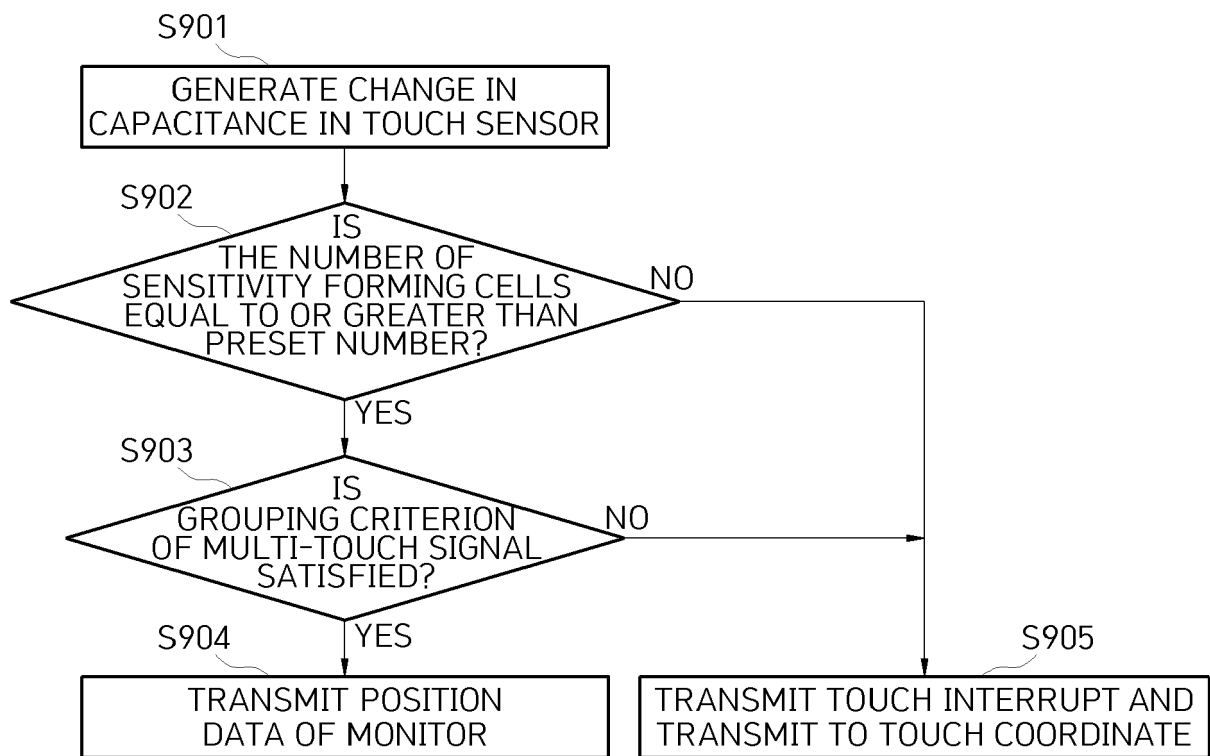 S901
GENERATE CHANGE IN
CAPACITANCE IN TOUCH SENSOR
S902
IS
THE NUMBER OF
SENSITIVITY FORMING CELLS
EQUAL TO OR GREATER THAN
PRESET NUMBER?
NO
YES
S903
IS
GROUPING CRITERION
OF MULTI-TOUCH SIGNAL
SATISFIED?
NO
YES
S904
TRANSMIT POSITION
DATA OF MONITOR
S905
TRANSMIT TOUCH INTERRUPT AND
TRANSMIT TO TOUCH COORDINATE